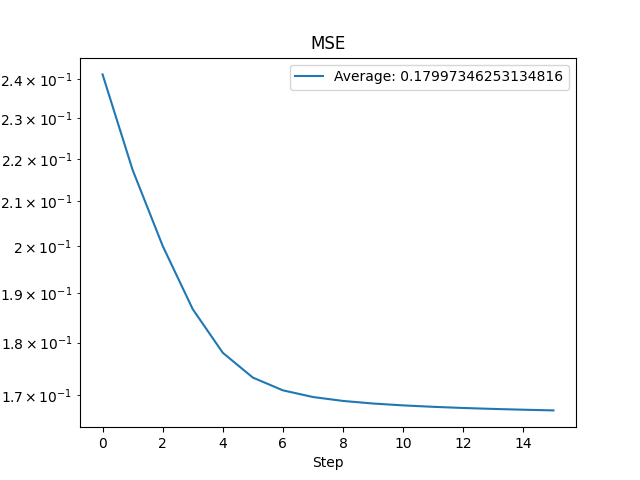 MSE
Average: 0.17997346253134816
2.4 × 10⁻¹
2.3 × 10⁻¹
2.2 × 10⁻¹
2.1 × 10⁻¹
2 × 10⁻¹
1.9 × 10⁻¹
1.8 × 10⁻¹
1.7 × 10⁻¹
0 2 4 6 8 10 12 14
Step